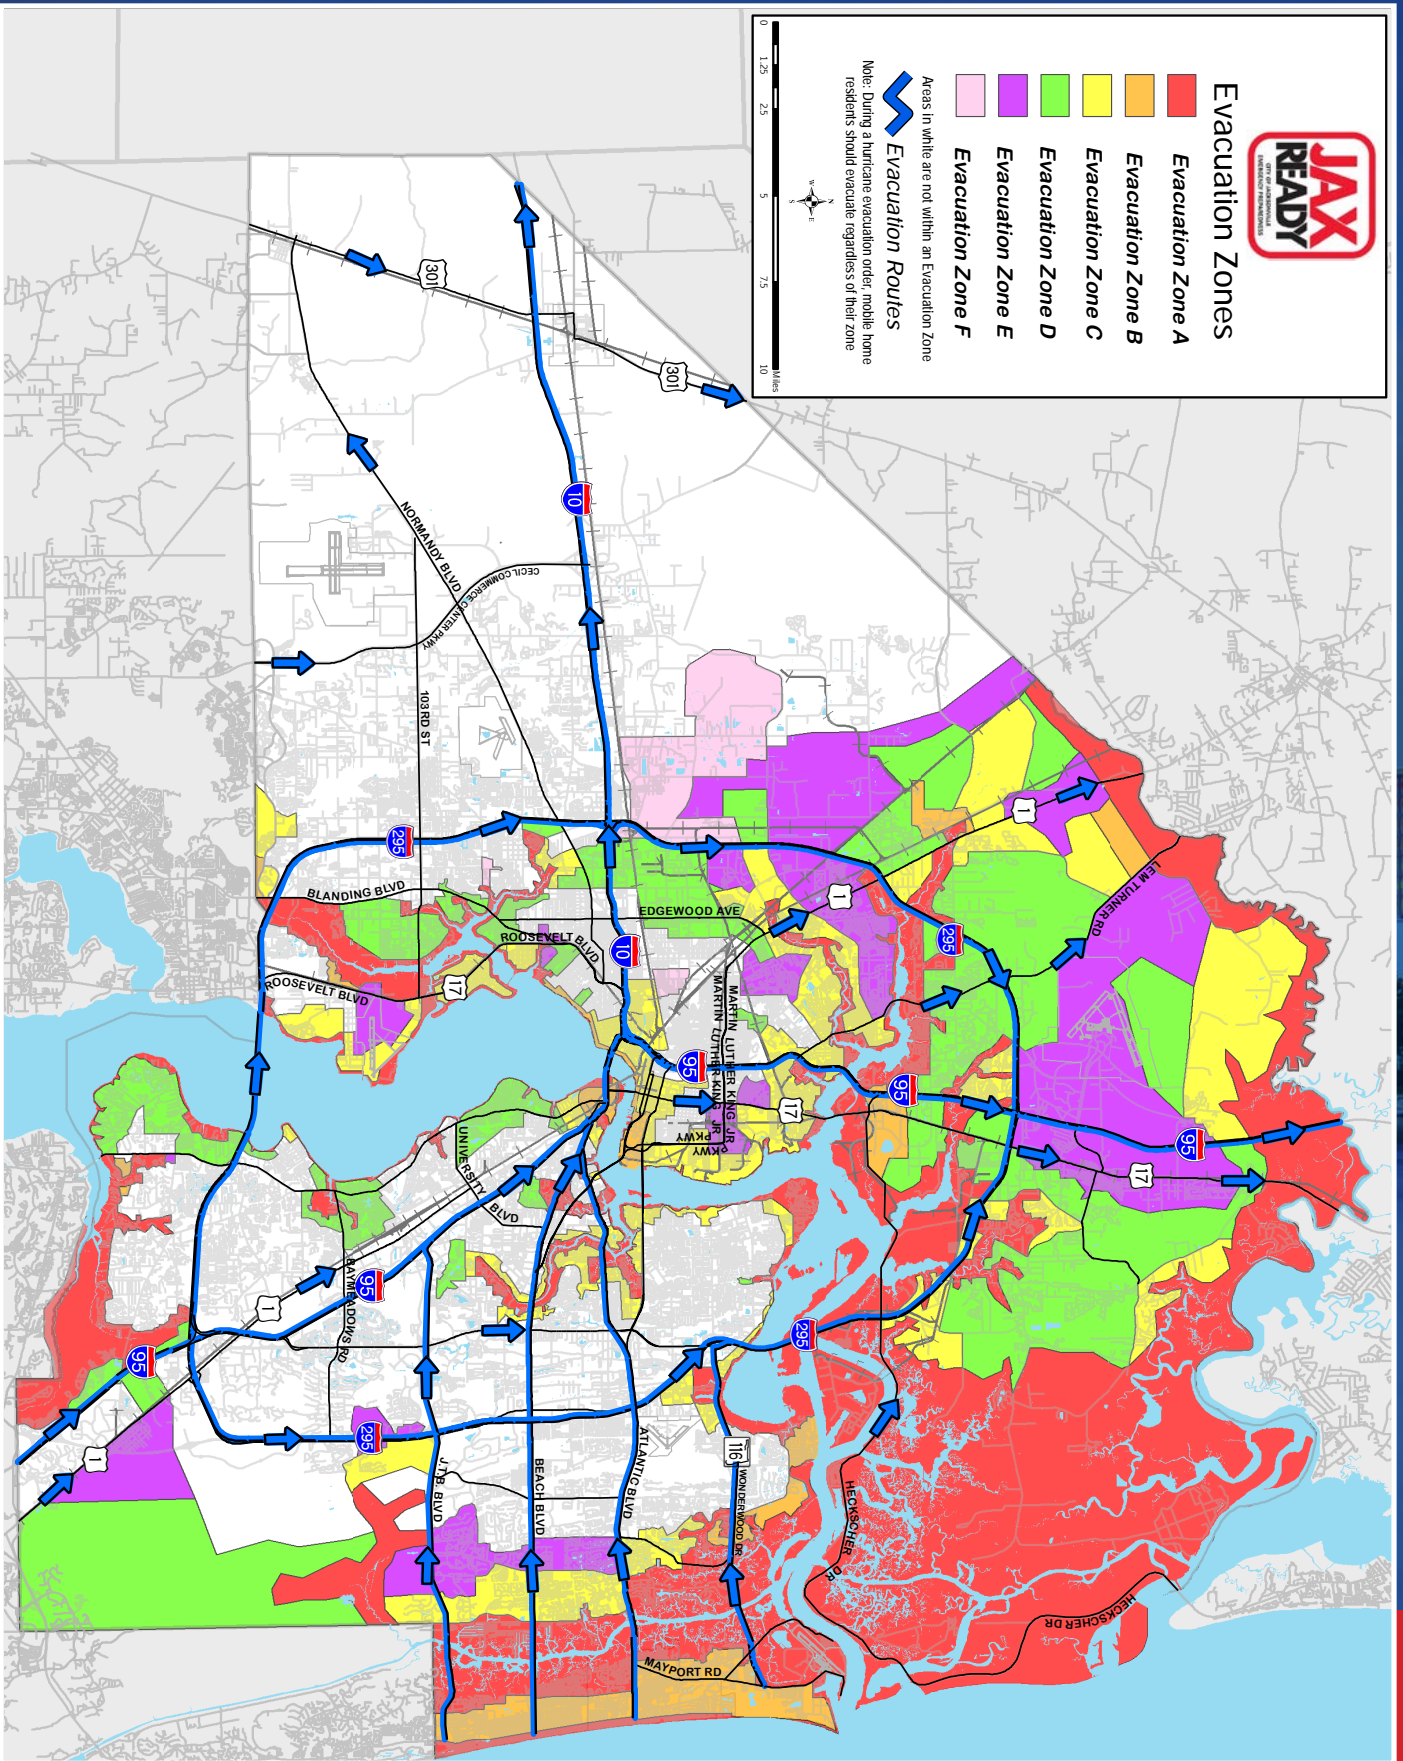 JAX
READY
CITY OF JACKSONVILLE
EMERGENCY PREPAREDNESS
Evacuation Zones
Evacuation Zone A
Evacuation Zone B
Evacuation Zone C
Evacuation Zone D
Evacuation Zone E
Evacuation Zone F
Areas in white are not within an Evacuation Zone
Evacuation Routes
Note: During a hurricane evacuation order, mobile home
residents should evacuate regardless of their zone
N
W
E
S
0
1.25
2.5
5
7.5
10
Miles
301
301
10
NORMANDY BLVD
CECIL COMMERCE CENTER PKWY
103RD ST
295
BLANDING BLVD
EDGEWOOD AVE
ROOSEVELT BLVD
10
ROOSEVELT BLVD
17
1
1
LEM TURNER RD
295
MARTIN LUTHER KING JR PKWY
MARTIN LUTHER KING JR PKWY
95
95
17
95
17
UNIVERSITY BLVD
BAYMEADOWS RD
95
1
95
1
295
295
J.T.B. BLVD
BEACH BLVD
ATLANTIC BLVD
116
WONDERWOOD DR
HECKSCHER DR
HECKSCHER DR
MAYPORT RD